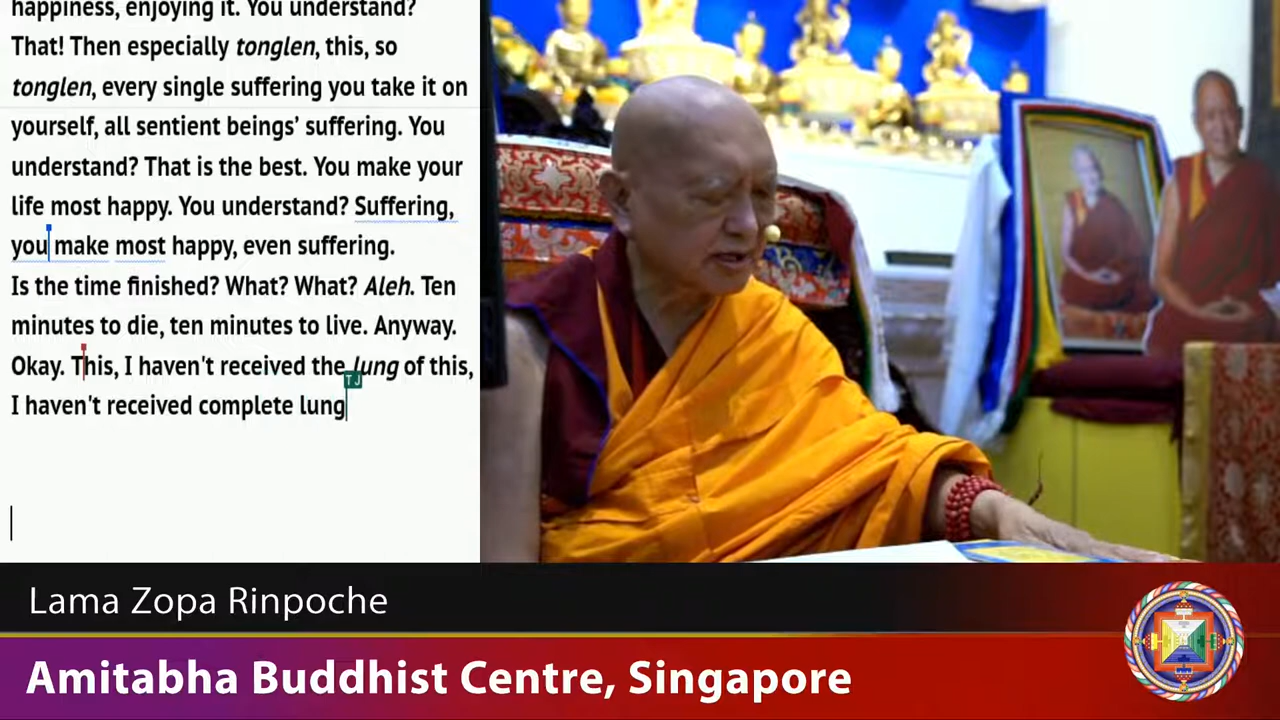 happiness, enjoying it. You understand?
That! Then especially tonglen, this, so
tonglen, every single suffering you take it on
yourself, all sentient beings’ suffering. You
understand? That is the best. You make your
life most happy. You understand? Suffering,
you make most happy, even suffering.
Is the time finished? What? What? Aleh. Ten
minutes to die, ten minutes to live. Anyway.
Okay. This, I haven't received the lung of this,
TJ
I haven't received complete lung
Lama Zopa Rinpoche
Amitabha Buddhist Centre, Singapore